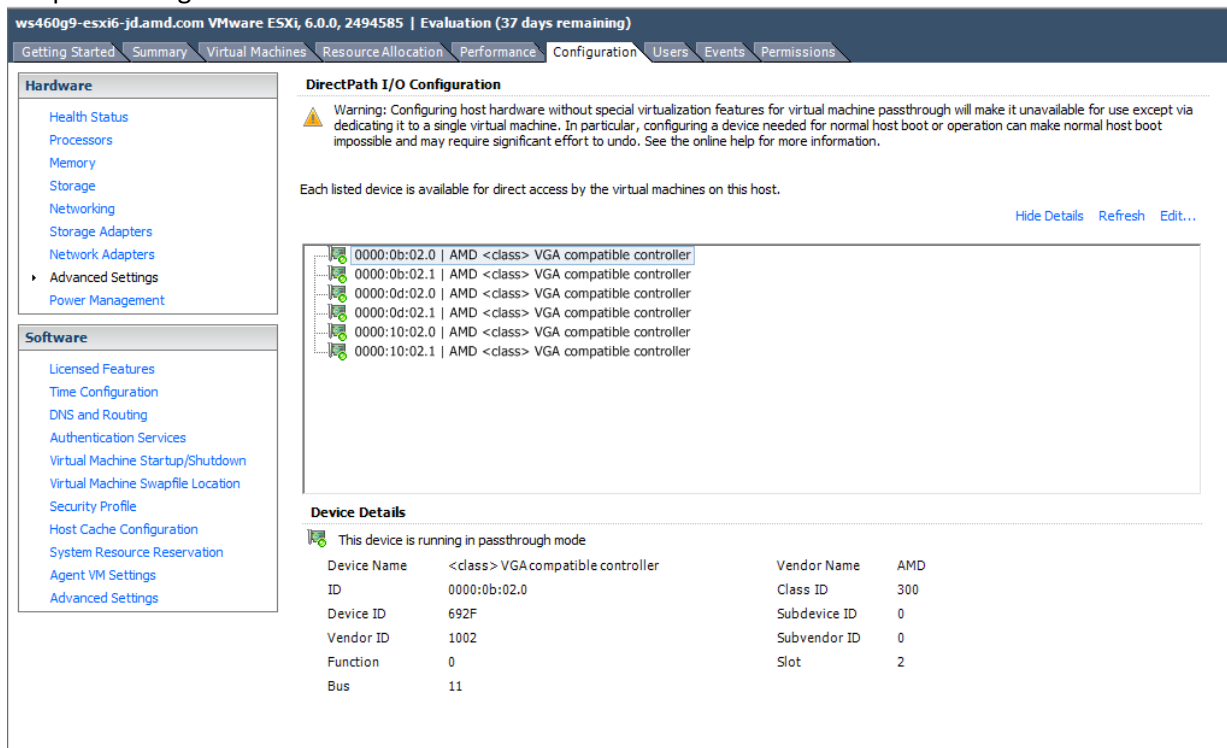 ws460g9-esxi6-jd.amd.com VMware ESXi, 6.0.0, 2494585 | Evaluation (37 days remaining)
Getting Started Summary Virtual Machines Resource Allocation Performance Configuration Users Events Permissions
Hardware
Health Status
Processors
Memory
Storage
Networking
Storage Adapters
Network Adapters
Advanced Settings
Power Management
Software
Licensed Features
Time Configuration
DNS and Routing
Authentication Services
Virtual Machine Startup/Shutdown
Virtual Machine Swapfile Location
Security Profile
Host Cache Configuration
System Resource Reservation
Agent VM Settings
Advanced Settings
DirectPath I/O Configuration
Warning: Configuring host hardware without special virtualization features for virtual machine passthrough will make it unavailable for use except via
dedicating it to a single virtual machine. In particular, configuring a device needed for normal host boot or operation can make normal host boot
impossible and may require significant effort to undo. See the online help for more information.
Each listed device is available for direct access by the virtual machines on this host.
Hide Details Refresh Edit...
0000:0b:02.0 | AMD <class> VGA compatible controller
0000:0b:02.1 | AMD <class> VGA compatible controller
0000:0d:02.0 | AMD <class> VGA compatible controller
0000:0d:02.1 | AMD <class> VGA compatible controller
0000:10:02.0 | AMD <class> VGA compatible controller
0000:10:02.1 | AMD <class> VGA compatible controller
Device Details
This device is running in passthrough mode
Device Name <class> VGA compatible controller Vendor Name AMD
ID 0000:0b:02.0 Class ID 300
Device ID 692F Subdevice ID 0
Vendor ID 1002 Subvendor ID 0
Function 0 Slot 2
Bus 11